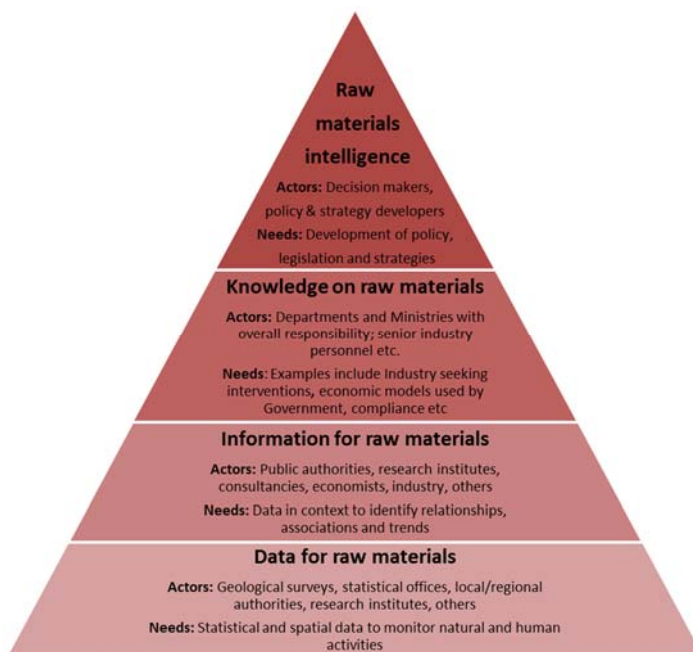 Raw
materials
intelligence
Actors: Decision makers,
policy & strategy developers
Needs: Development of policy,
legislation and strategies
Knowledge on raw materials
Actors: Departments and Ministries with
overall responsibility; senior industry
personnel etc.
Needs: Examples include Industry seeking
interventions, economic models used by
Government, compliance etc
Information for raw materials
Actors: Public authorities, research institutes,
consultancies, economists, industry, others
Needs: Data in context to identify relationships,
associations and trends
Data for raw materials
Actors: Geological surveys, statistical offices, local/regional
authorities, research institutes, others
Needs: Statistical and spatial data to monitor natural and human
activities